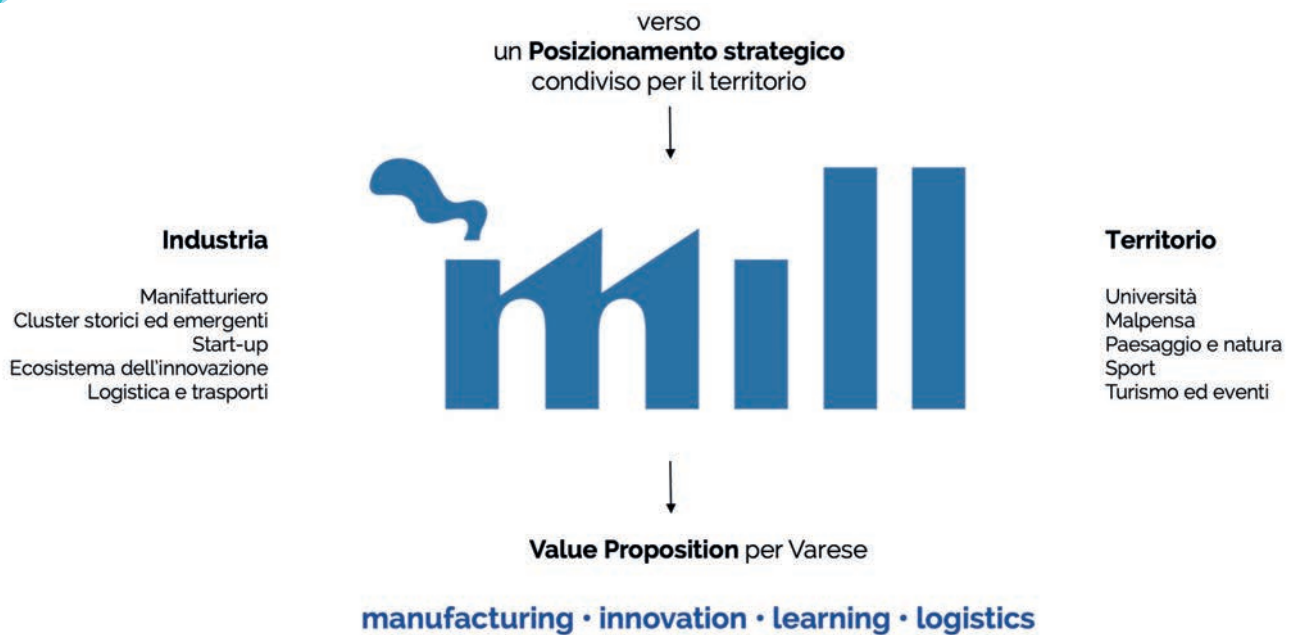 verso
un Posizionamento strategico
condiviso per il territorio
mill
Industria
Manifatturiero
Cluster storici ed emergenti
Start-up
Ecosistema dell'innovazione
Logistica e trasporti
Territorio
Università
Malpensa
Paesaggio e natura
Sport
Turismo ed eventi
Value Proposition per Varese
manufacturing • innovation • learning • logistics